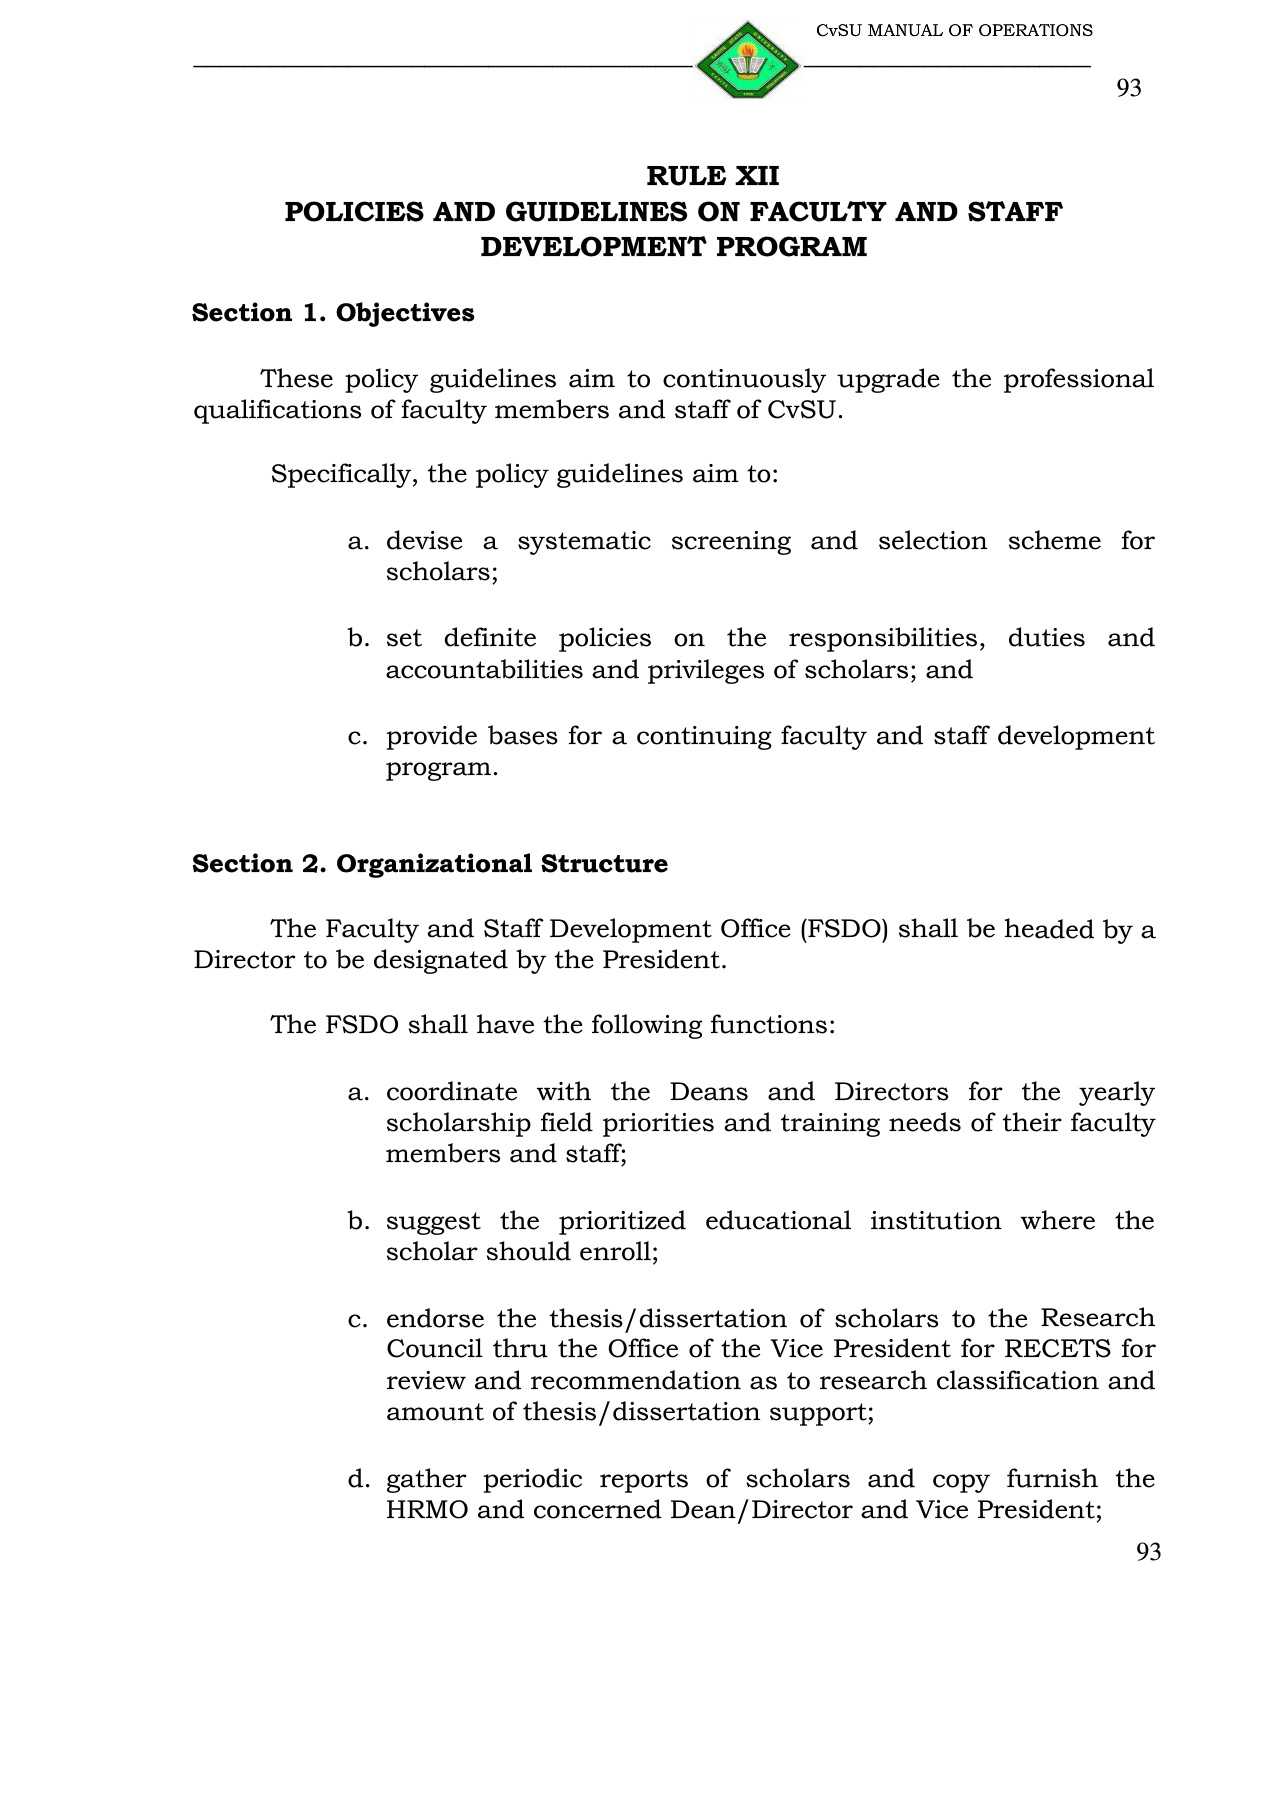 CvSU MANUAL OF OPERATIONS
93
RULE XII
POLICIES AND GUIDELINES ON FACULTY AND STAFF
DEVELOPMENT PROGRAM
Section 1. Objectives
These policy guidelines aim to continuously upgrade the professional
qualifications of faculty members and staff of CvSU.
Specifically, the policy guidelines aim to:
a. devise a systematic screening and selection scheme for
scholars;
b. set definite policies on the responsibilities, duties and
accountabilities and privileges of scholars; and
c. provide bases for a continuing faculty and staff development
program.
Section 2. Organizational Structure
The Faculty and Staff Development Office (FSDO) shall be headed by a
Director to be designated by the President.
The FSDO shall have the following functions:
a. coordinate with the Deans and Directors for the yearly
scholarship field priorities and training needs of their faculty
members and staff;
b. suggest the prioritized educational institution where the
scholar should enroll;
c. endorse the thesis/dissertation of scholars to the Research
Council thru the Office of the Vice President for RECETS for
review and recommendation as to research classification and
amount of thesis/dissertation support;
d. gather periodic reports of scholars and copy furnish the
HRMO and concerned Dean/Director and Vice President;
93